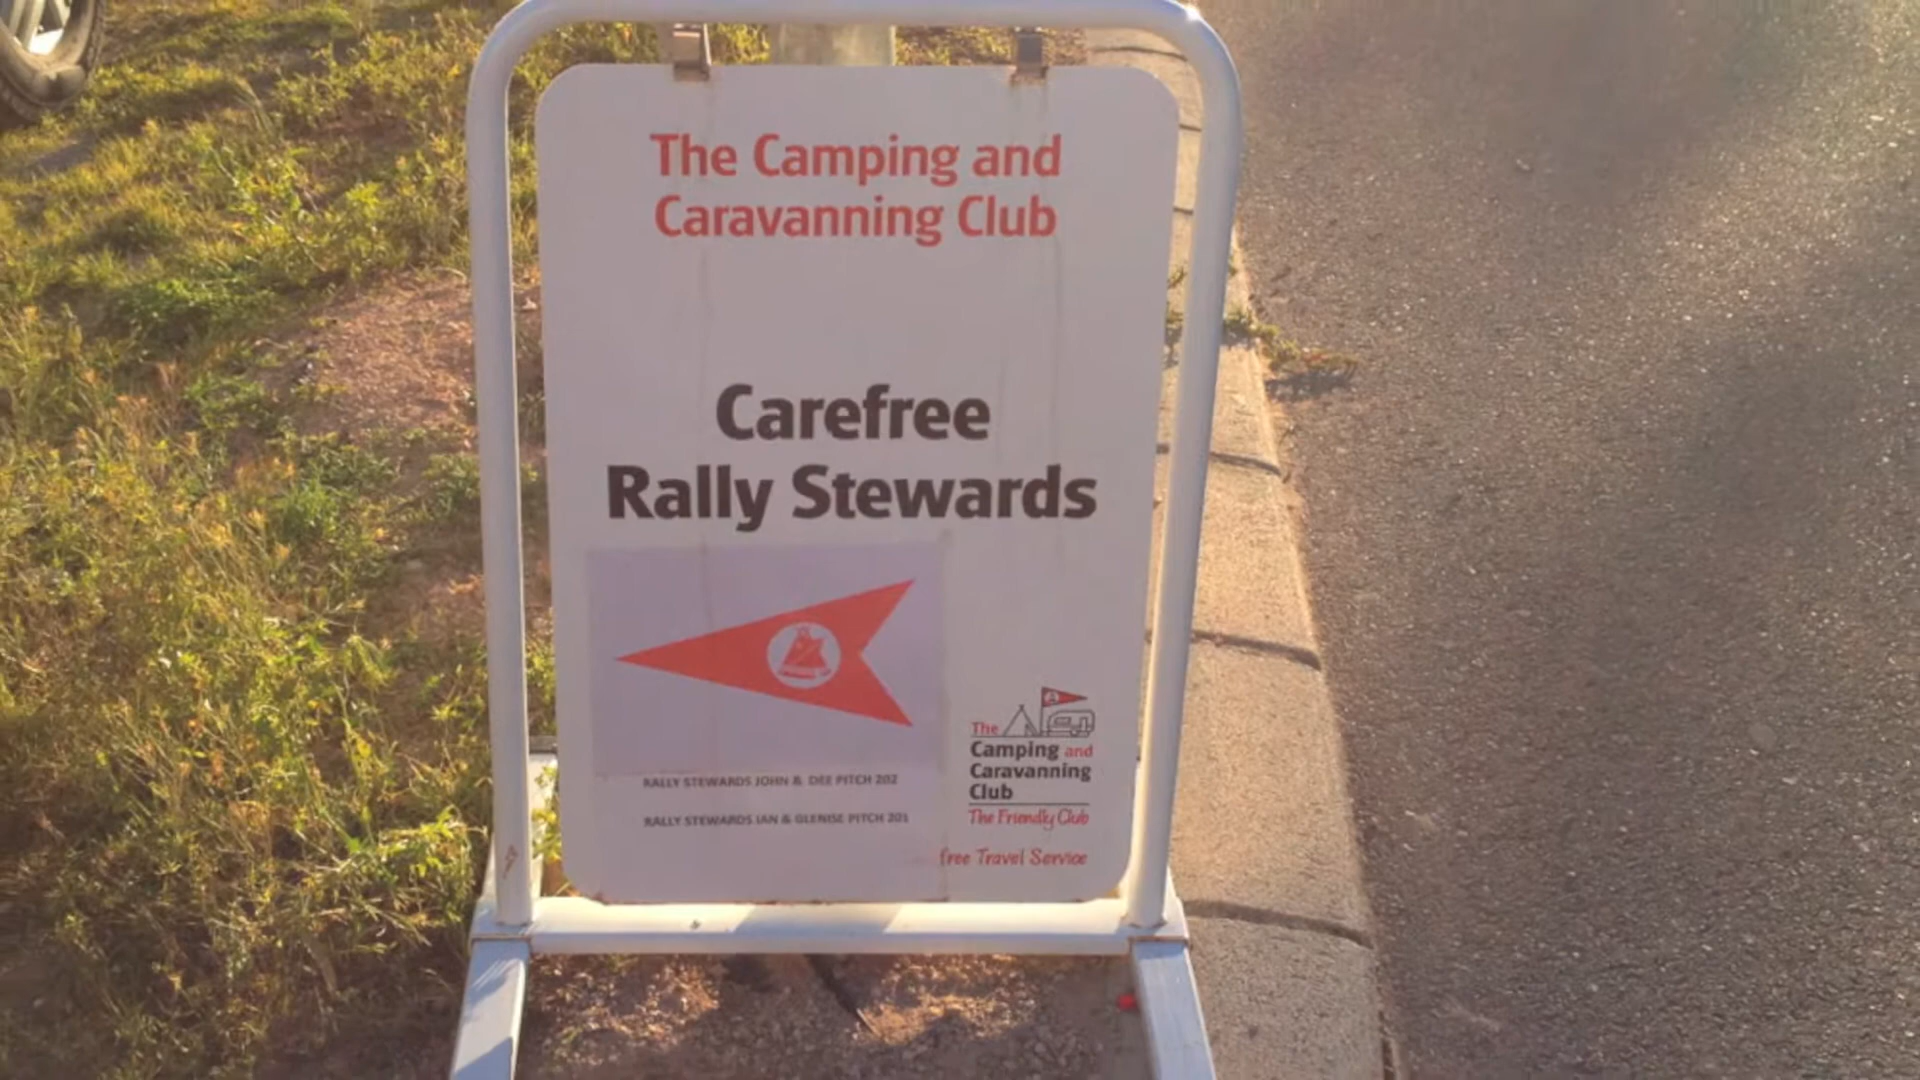 The Camping and
Caravanning Club
Carefree
Rally Stewards
RALLY STEWARDS JOHN & DEE PITCH 202
RALLY STEWARDS IAN & GLENISE PITCH 201
The
Camping and
Caravanning
Club
The Friendly Club
free Travel Service